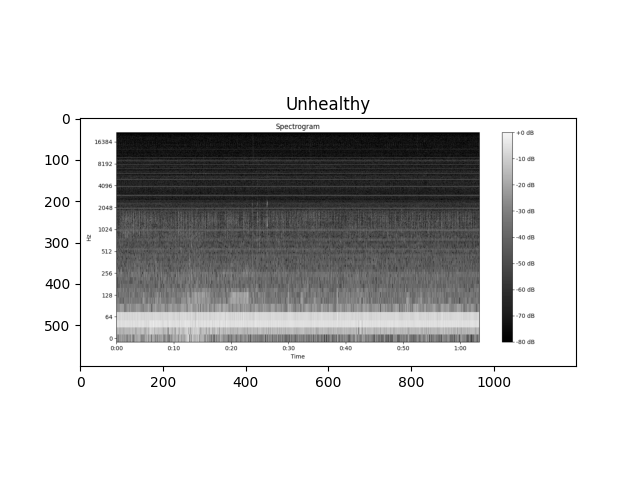 Unhealthy
Spectrogram
0
100
200
300
400
500
0
200
400
600
800
1000
Hz
16384
8192
4096
2048
1024
512
256
128
64
0
0:00
0:10
0:20
0:30
0:40
0:50
1:00
Time
+0 dB
-10 dB
-20 dB
-30 dB
-40 dB
-50 dB
-60 dB
-70 dB
-80 dB